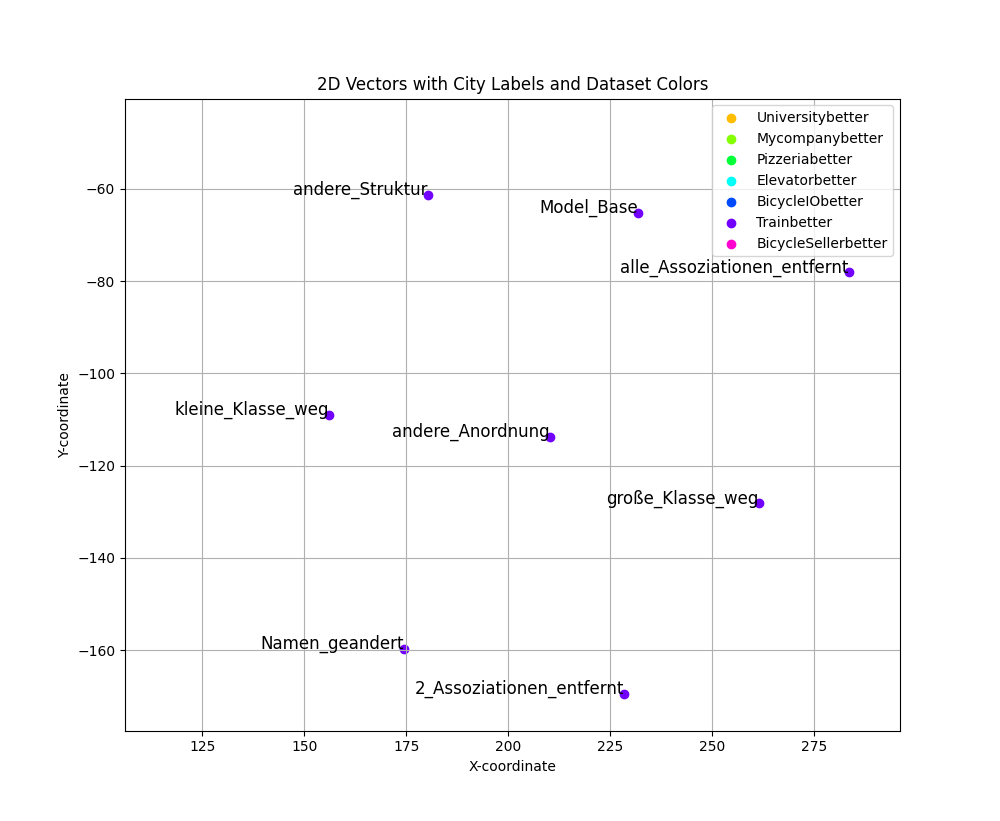 2D Vectors with City Labels and Dataset Colors
Universitybetter
Mycompanybetter
Pizzeriabetter
Elevatorbetter
BicycleIObetter
Trainbetter
BicycleSellerbetter
andere_Struktur
Model_Base
alle_Assoziationen_entfernt
kleine_Klasse_weg
andere_Anordnung
große_Klasse_weg
Namen_geandert
2_Assoziationen_entfernt
Y-coordinate
−60
−80
−100
−120
−140
−160
125 150 175 200 225 250 275
X-coordinate